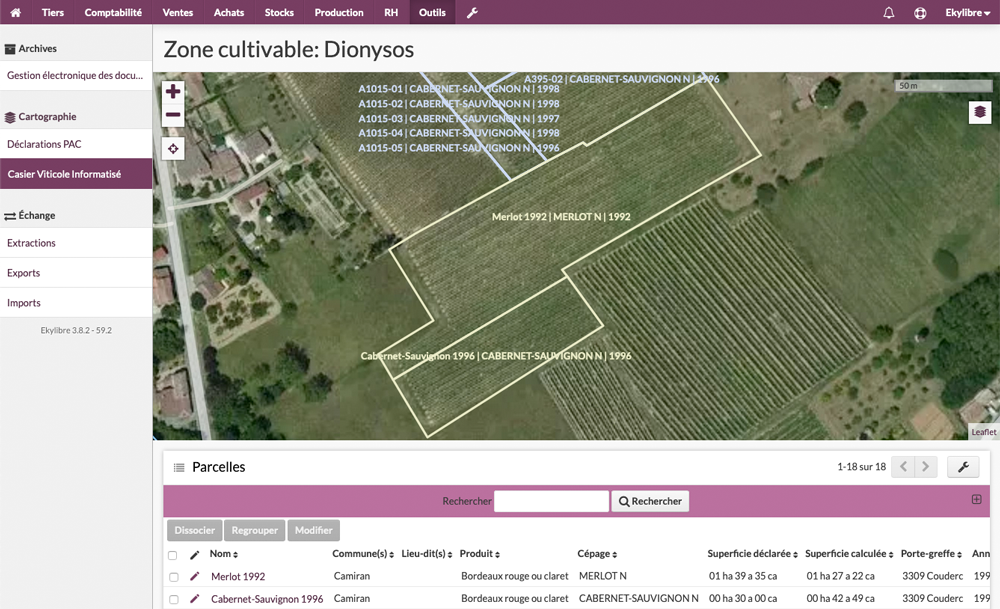 Tiers Comptabilité Ventes Achats Stocks Production RH Outils Ekylibre
Archives
Gestion électronique des docu...
Cartographie
Déclarations PAC
Casier Viticole Informatisé
Échange
Extractions
Exports
Imports
Ekylibre 3.8.2 - 59.2
Zone cultivable: Dionysos
50 m
A395-02 | CABERNET-SAUVIGNON N | 1996
A1015-01 | CABERNET-SAUVIGNON N | 1998
A1015-02 | CABERNET-SAUVIGNON N | 1998
A1015-03 | CABERNET-SAUVIGNON N | 1997
A1015-04 | CABERNET-SAUVIGNON N | 1998
A1015-05 | CABERNET-SAUVIGNON N | 1996
Merlot 1992 | MERLOT N | 1992
Cabernet-Sauvignon 1996 | CABERNET-SAUVIGNON N | 1996
Leaflet
Parcelles 1-18 sur 18
Rechercher Rechercher
Dissocier Regrouper Modifier
Nom Commune(s) Lieu-dit(s) Produit Cépage Superficie déclarée Superficie calculée Porte-greffe Ann
Merlot 1992 Camiran Bordeaux rouge ou claret MERLOT N 01 ha 39 a 35 ca 01 ha 27 a 22 ca 3309 Couderc 199
Cabernet-Sauvignon 1996 Camiran Bordeaux rouge ou claret CABERNET-SAUVIGNON N 00 ha 30 a 00 ca 00 ha 42 a 49 ca 3309 Couderc 199